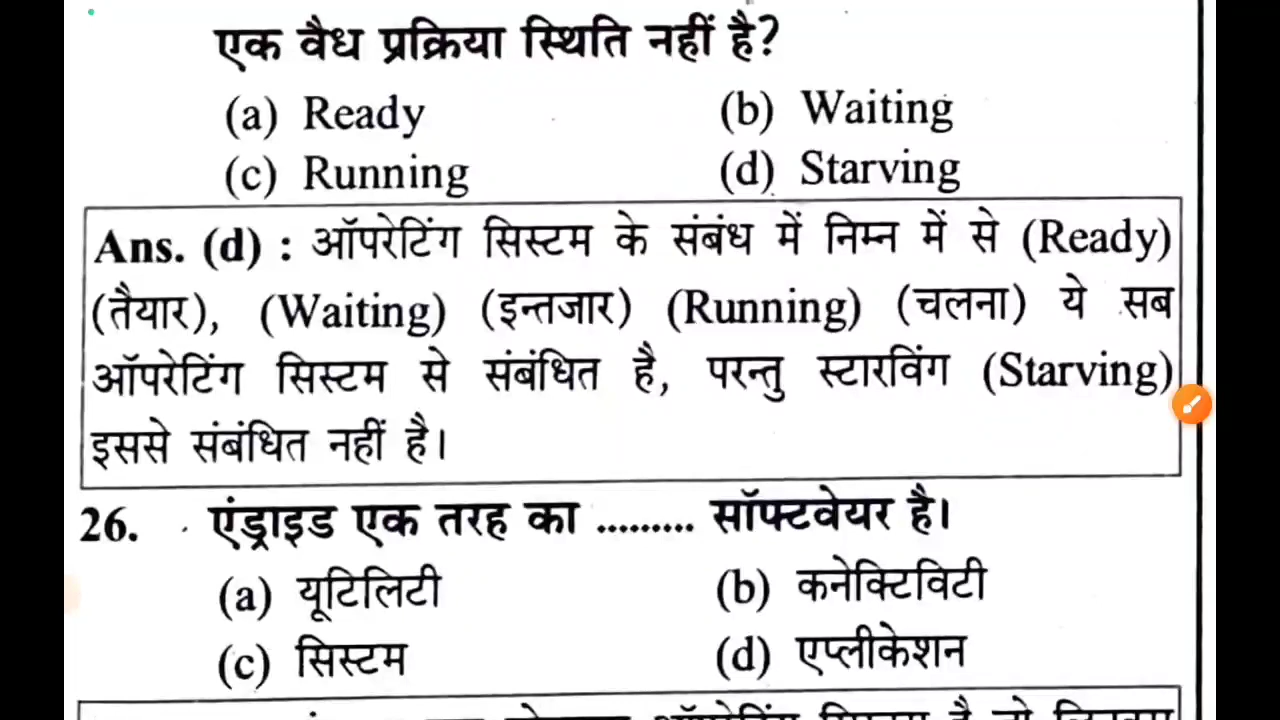 एक वैध प्रक्रिया स्थिति नहीं है?
(a) Ready (b) Waiting
(c) Running (d) Starving
Ans. (d) : ऑपरेटिंग सिस्टम के संबंध में निम्न में से (Ready)
(तैयार), (Waiting) (इन्तजार) (Running) (चलना) ये सब
ऑपरेटिंग सिस्टम से संबंधित है, परन्तु स्टारविंग (Starving)
इससे संबंधित नहीं है।
26. एंड्राइड एक तरह का ......... सॉफ्टवेयर है।
(a) यूटिलिटी (b) कनेक्टिविटी
(c) सिस्टम (d) एप्लीकेशन